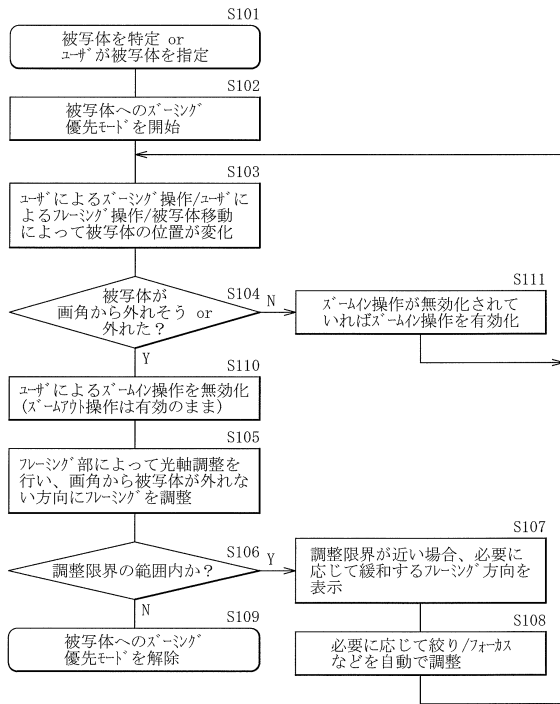 S101
被写体を特定 or
ユーザが被写体を指定
S102
被写体へのズーミング
優先モードを開始
S103
ユーザによるズーミング操作/ユーザに
よるフレーミング操作/被写体移動
によって被写体の位置が変化
S104
被写体が
画角から外れそう or
外れた?
N
Y
S111
ズームイン操作が無効化されて
いればズームイン操作を有効化
S110
ユーザによるズームイン操作を無効化
(ズームアウト操作は有効のまま)
S105
フレーミング部によって光軸調整を
行い、画角から被写体が外れな
い方向にフレーミングを調整
S106
調整限界の範囲内か?
Y
N
S107
調整限界が近い場合、必要に
応じて緩和するフレーミング方向を
表示
S108
必要に応じて絞り/フォーカス
などを自動で調整
S109
被写体へのズーミング
優先モードを解除